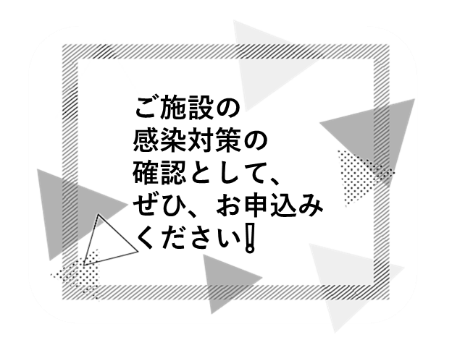 ご施設の
感染対策の
確認として、
ぜひ、お申込み
ください!